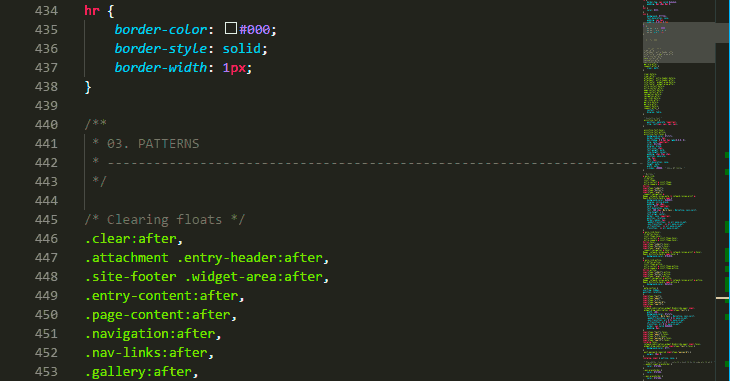 434 hr {
435 border-color: #000;
436 border-style: solid;
437 border-width: 1px;
438 }
439
440 /**
441 * 03. PATTERNS
442 * -----------------------------------------------------------------------
443 */
444
445 /* Clearing floats */
446 .clear:after,
447 .attachment .entry-header:after,
448 .site-footer .widget-area:after,
449 .entry-content:after,
450 .page-content:after,
451 .navigation:after,
452 .nav-links:after,
453 .gallery:after,